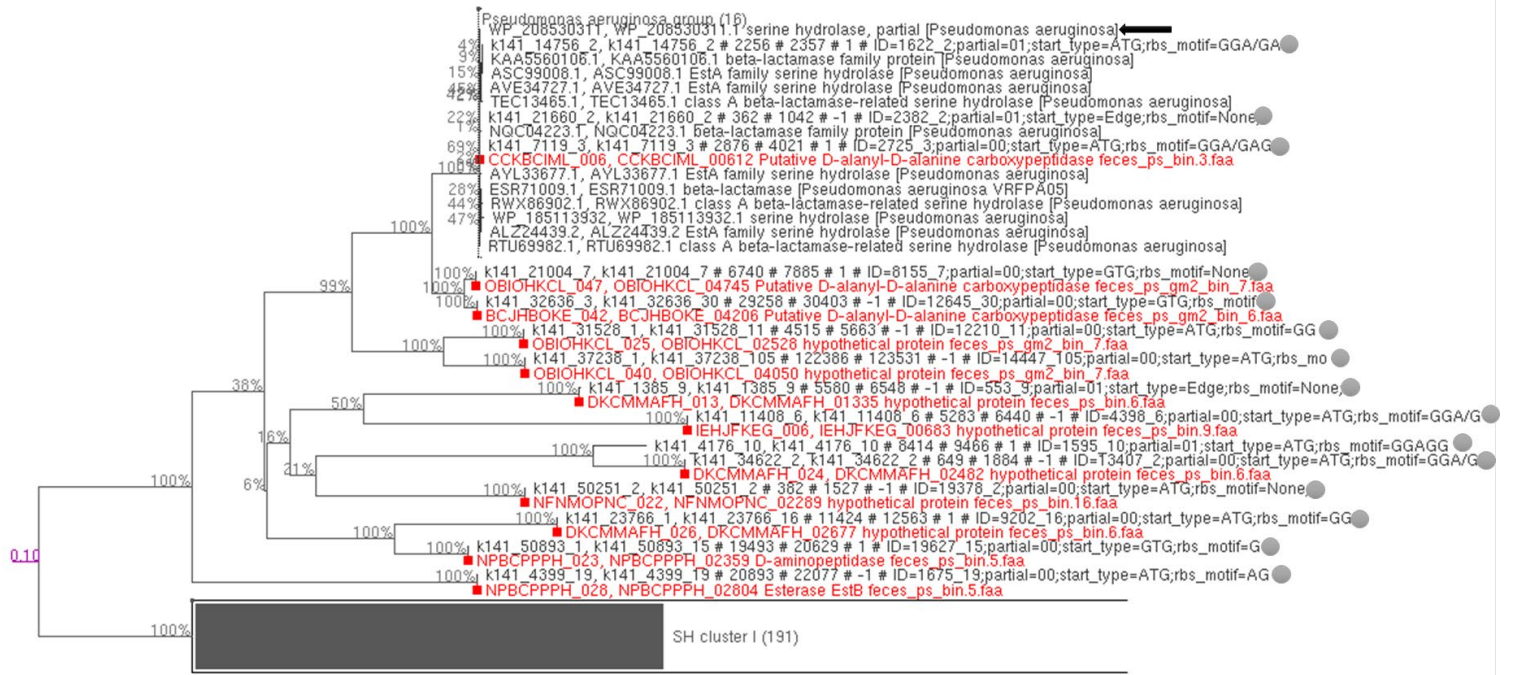 Pseudomonas aeruginosa group (16)
WP_208530311, WP_208530311.1 serine hydrolase, partial [Pseudomonas aeruginosa]
4% k141_14756_2, k141_14756_2 # 2256 # 2357 # 1 # ID=1622_2;partial=01;start_type=ATG;rbs_motif=GGA/GA
9% KAA5560106.1, KAA5560106.1 beta-lactamase family protein [Pseudomonas aeruginosa]
15% ASC99008.1, ASC99008.1 EstA family serine hydrolase [Pseudomonas aeruginosa]
AVE34727.1, AVE34727.1 EstA family serine hydrolase [Pseudomonas aeruginosa]
TEC13465.1, TEC13465.1 class A beta-lactamase-related serine hydrolase [Pseudomonas aeruginosa]
22% k141_21660_2, k141_21660_2 # 362 # 1042 # -1 # ID=2382_2;partial=01;start_type=Edge;rbs_motif=None
1% NQC04223.1, NQC04223.1 beta-lactamase family protein [Pseudomonas aeruginosa]
69% k141_7119_3, k141_7119_3 # 2876 # 4021 # 1 # ID=2725_3;partial=00;start_type=ATG;rbs_motif=GGA/GAG
CCKBCIML_006, CCKBCIML_00612 Putative D-alanyl-D-alanine carboxypeptidase feces_ps_bin.3.faa
100% AYL33677.1, AYL33677.1 EstA family serine hydrolase [Pseudomonas aeruginosa]
28% ESR71009.1, ESR71009.1 beta-lactamase [Pseudomonas aeruginosa VRFPA05]
44% RWX86902.1, RWX86902.1 class A beta-lactamase-related serine hydrolase [Pseudomonas aeruginosa]
47% WP_185113932, WP_185113932.1 serine hydrolase [Pseudomonas aeruginosa]
100% ALZ24439.2, ALZ24439.2 EstA family serine hydrolase [Pseudomonas aeruginosa]
RTU69982.1, RTU69982.1 class A beta-lactamase-related serine hydrolase [Pseudomonas aeruginosa]
100% k141_21004_7, k141_21004_7 # 6740 # 7885 # 1 # ID=8155_7;partial=00;start_type=GTG;rbs_motif=None
99% 100% OBIOHKCL_047, OBIOHKCL_04745 Putative D-alanyl-D-alanine carboxypeptidase feces_ps_gm2_bin_7.faa
100% k141_32636_3, k141_32636_30 # 29258 # 30403 # -1 # ID=12645_30;partial=00;start_type=GTG;rbs_motif
BCJHBOKE_042, BCJHBOKE_04206 Putative D-alanyl-D-alanine carboxypeptidase feces_ps_gm2_bin_6.faa
100% k141_31528_1, k141_31528_11 # 4515 # 5663 # -1 # ID=12210_11;partial=00;start_type=ATG;rbs_motif=GG
100% OBIOHKCL_025, OBIOHKCL_02528 hypothetical protein feces_ps_gm2_bin_7.faa
100% k141_37238_1, k141_37238_105 # 122386 # 123531 # -1 # ID=14447_105;partial=00;start_type=ATG;rbs_mo
OBIOHKCL_040, OBIOHKCL_04050 hypothetical protein feces_ps_gm2_bin_7.faa
38% 100% k141_1385_9, k141_1385_9 # 5580 # 6548 # -1 # ID=553_9;partial=01;start_type=Edge;rbs_motif=None;
50% DKCMMAFH_013, DKCMMAFH_01335 hypothetical protein feces_ps_bin.6.faa
100% k141_11408_6, k141_11408_6 # 5283 # 6440 # -1 # ID=4398_6;partial=00;start_type=ATG;rbs_motif=GGA/G
16% IEHJFKEG_006, IEHJFKEG_00683 hypothetical protein feces_ps_bin.9.faa
100% k141_4176_10, k141_4176_10 # 8414 # 9466 # 1 # ID=1595_10;partial=01;start_type=ATG;rbs_motif=GGAGG
21% 100% k141_34622_2, k141_34622_2 # 649 # 1884 # -1 # ID=13407_2;partial=00;start_type=ATG;rbs_motif=GGA/G
DKCMMAFH_024, DKCMMAFH_02482 hypothetical protein feces_ps_bin.6.faa
100% 6% 100% k141_50251_2, k141_50251_2 # 382 # 1527 # -1 # ID=19378_2;partial=00;start_type=ATG;rbs_motif=None;
NFNMOPNC_022, NFNMOPNC_02289 hypothetical protein feces_ps_bin.16.faa
100% k141_23766_1, k141_23766_16 # 11424 # 12563 # 1 # ID=9202_16;partial=00;start_type=ATG;rbs_motif=GG
100% DKCMMAFH_026, DKCMMAFH_02677 hypothetical protein feces_ps_bin.6.faa
100% k141_50893_1, k141_50893_15 # 19493 # 20629 # 1 # ID=19627_15;partial=00;start_type=GTG;rbs_motif=G
0.10 NPBCPPPH_023, NPBCPPPH_02359 D-aminopeptidase feces_ps_bin.5.faa
100% k141_4399_19, k141_4399_19 # 20893 # 22077 # -1 # ID=1675_19;partial=00;start_type=ATG;rbs_motif=AG
NPBCPPPH_028, NPBCPPPH_02804 Esterase EstB feces_ps_bin.5.faa
100% SH cluster I (191)